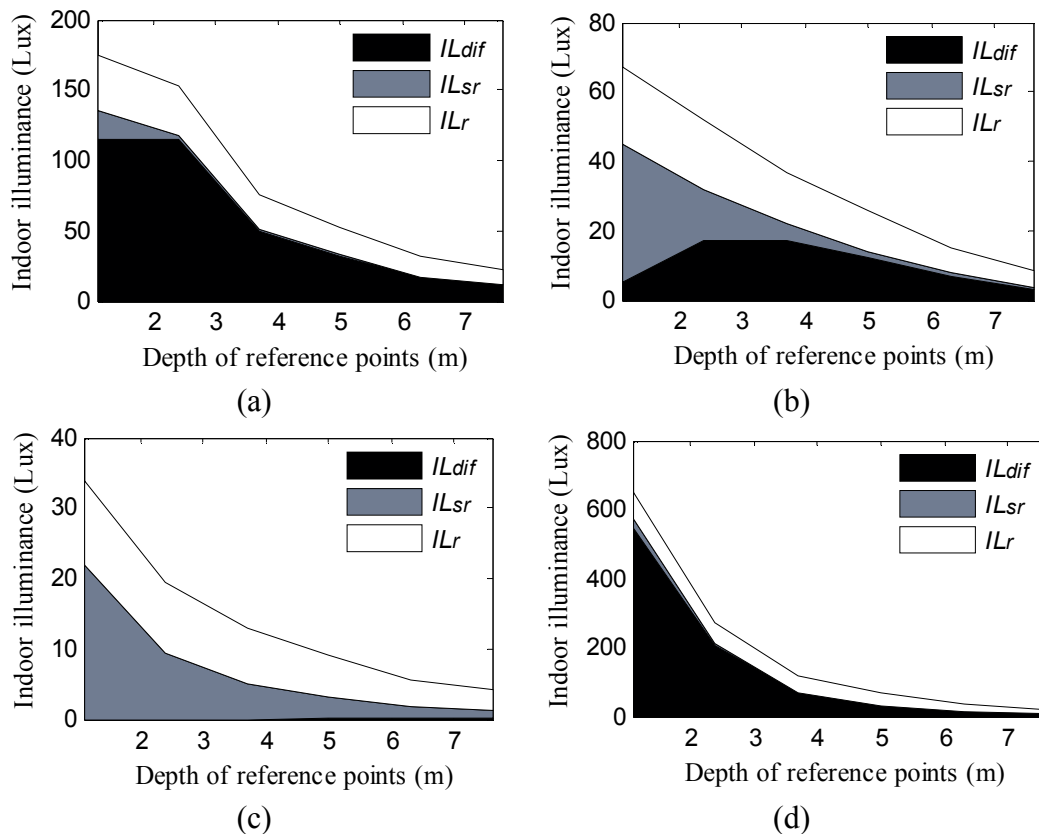 200
150
100
50
0
Indoor illuminance (Lux)
ILdif
ILsr
ILr
2 3 4 5 6 7
Depth of reference points (m)
(a)
80
60
40
20
0
Indoor illuminance (Lux)
ILdif
ILsr
ILr
2 3 4 5 6 7
Depth of reference points (m)
(b)
40
30
20
10
0
Indoor illuminance (Lux)
ILdif
ILsr
ILr
2 3 4 5 6 7
Depth of reference points (m)
(c)
800
600
400
200
0
Indoor illuminance (Lux)
ILdif
ILsr
ILr
2 3 4 5 6 7
Depth of reference points (m)
(d)